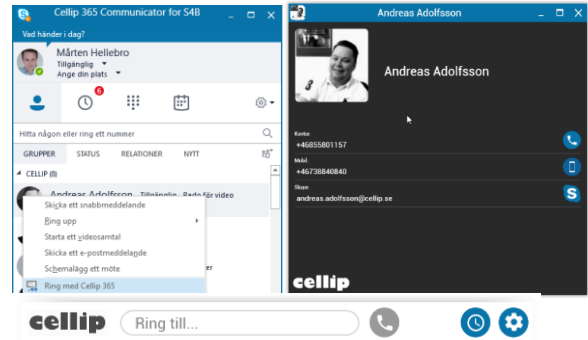 Cellip 365 Communicator for S4B
Vad händer i dag?
Mårten Hellebro
Tillgänglig
Ange din plats
6
Hitta någon eller ring ett nummer
GRUPPER STATUS RELATIONER NYTT
CELLIP (8)
Andreas Adolfsson Tillgänglig Redo för video
Skicka ett snabbmeddelande
Ring upp
Starta ett videosamtal
Skicka ett e-postmeddelande
Schemalägg ett möte
er
Ring med Cellip 365
Andreas Adolfsson
Andreas Adolfsson
Kontor:
+46855801157
Mobil:
+46738840840
Skype:
andreas.adolfsson@cellip.se
cellip
cellip
Ring till...